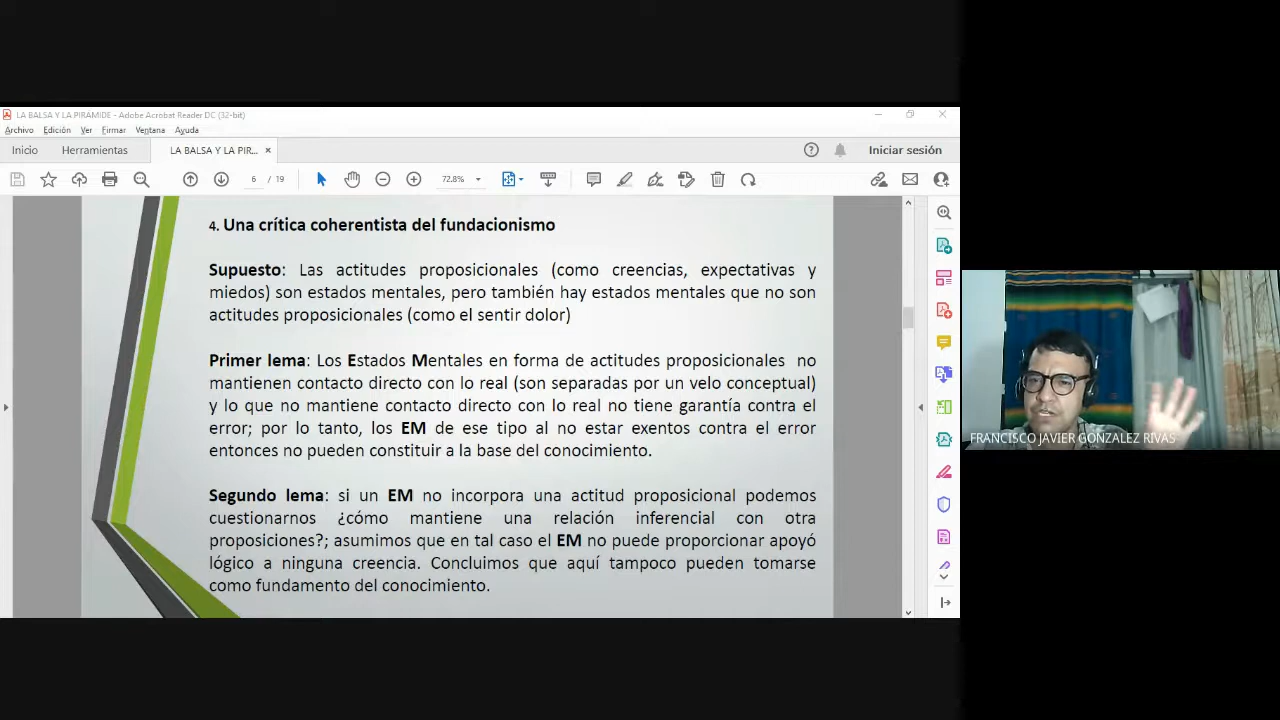 LA BALSA Y LA PIRAMIDE - Adobe Acrobat Reader DC (32-bit)
Archivo Edición Ver Firmar Ventana Ayuda
Inicio Herramientas LA BALSA Y LA PIR... × Iniciar sesión
6 / 19 72,8%
4. Una crítica coherentista del fundacionismo
Supuesto: Las actitudes proposicionales (como creencias, expectativas y
miedos) son estados mentales, pero también hay estados mentales que no son
actitudes proposicionales (como el sentir dolor)
Primer lema: Los Estados Mentales en forma de actitudes proposicionales no
mantienen contacto directo con lo real (son separadas por un velo conceptual)
y lo que no mantiene contacto directo con lo real no tiene garantía contra el
error; por lo tanto, los EM de ese tipo al no estar exentos contra el error
entonces no pueden constituir a la base del conocimiento.
Segundo lema: si un EM no incorpora una actitud proposicional podemos
cuestionarnos ¿cómo mantiene una relación inferencial con otra
proposiciones?; asumimos que en tal caso el EM no puede proporcionar apoyó
lógico a ninguna creencia. Concluimos que aquí tampoco pueden tomarse
como fundamento del conocimiento.
FRANCISCO JAVIER GONZALEZ RIVAS